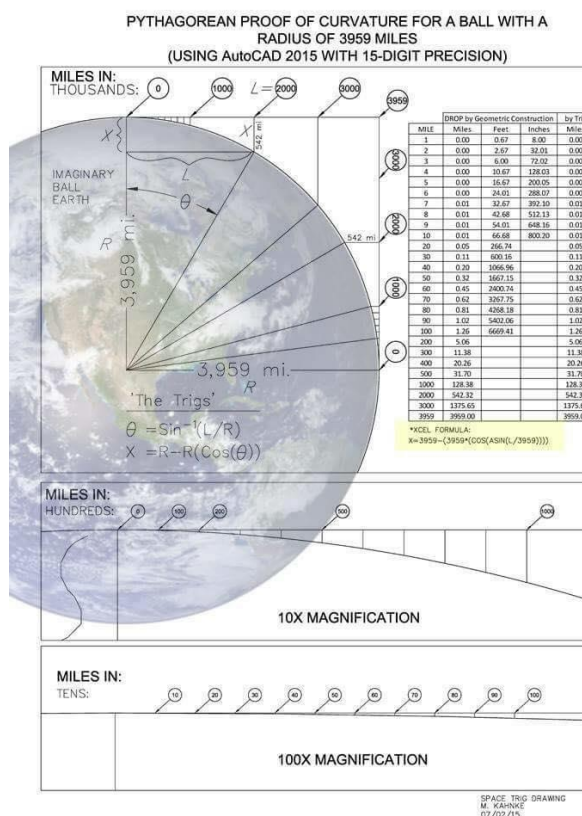 PYTHAGOREAN PROOF OF CURVATURE FOR A BALL WITH A
RADIUS OF 3959 MILES
(USING AutoCAD 2015 WITH 15-DIGIT PRECISION)
MILES IN:
THOUSANDS:
0
1000
L=2000
3000
3959
X
L
X
542 mi
IMAGINARY
BALL
EARTH
θ
R
3,959 mi.
3000
2000
542 mi
1000
0
3,959 mi.
R
'The Trigs'
θ =Sin⁻¹(L/R)
X =R-R(Cos(θ))
DROP by Geometric Construction by Tri
MILE Miles Feet Inches Mile
1 0.00 0.67 8.00 0.00
2 0.00 2.67 32.01 0.00
3 0.00 6.00 72.02 0.00
4 0.00 10.67 128.03 0.00
5 0.00 16.67 200.05 0.00
6 0.00 24.01 288.07 0.00
7 0.01 32.67 392.10 0.01
8 0.01 42.68 512.13 0.01
9 0.01 54.01 648.16 0.01
10 0.01 66.68 800.20 0.01
20 0.05 266.74 0.05
30 0.11 600.16 0.11
40 0.20 1066.96 0.20
50 0.32 1667.15 0.32
60 0.45 2400.74 0.45
70 0.62 3267.75 0.62
80 0.81 4268.18 0.81
90 1.02 5402.06 1.02
100 1.26 6669.41 1.26
200 5.06 5.06
300 11.38 11.38
400 20.26 20.26
500 31.70 31.70
1000 128.38 128.3
2000 542.32 542.3
3000 1375.65 1375.6
3959 3959.00 3959.0
*XCEL FORMULA:
X=3959-(3959*(COS(ASIN(L/3959))))
MILES IN:
HUNDREDS:
0
100
200
500
1000
10X MAGNIFICATION
MILES IN:
TENS:
10
20
30
40
50
60
70
80
90
100
100X MAGNIFICATION
SPACE TRIG DRAWING
M. KAHNKE
07/02/15